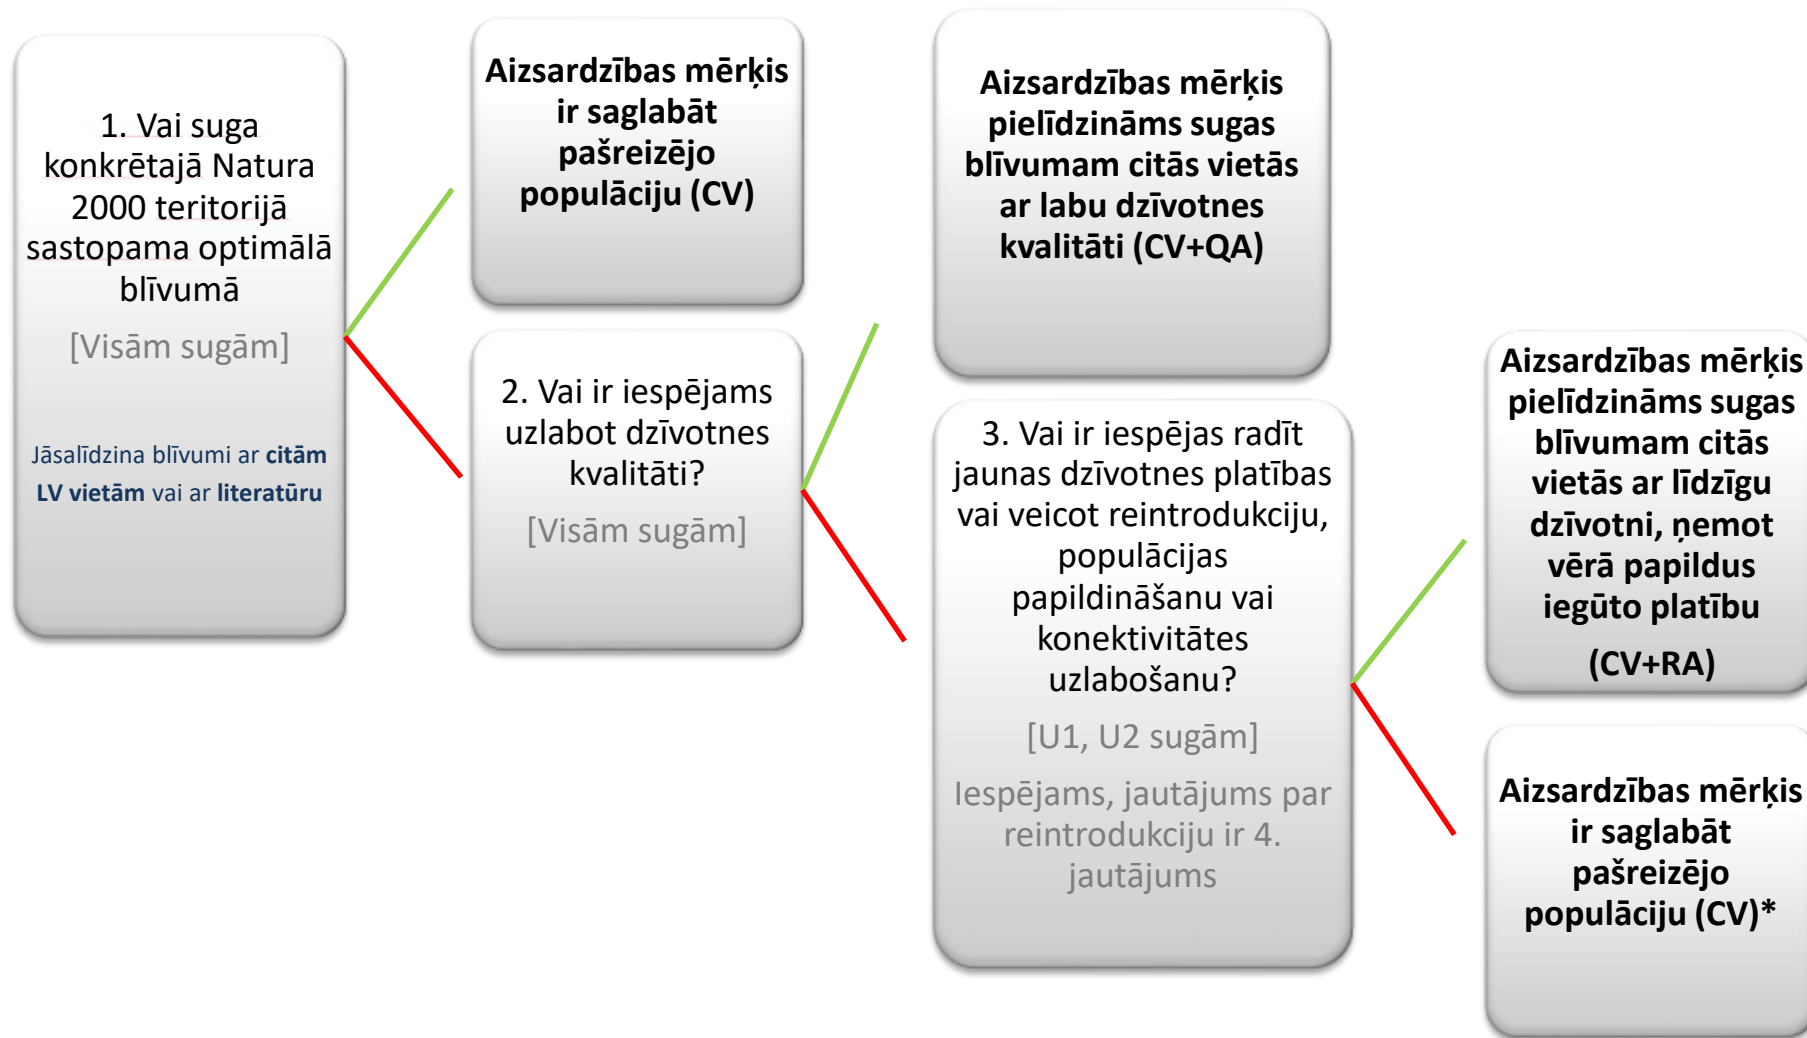 1. Vai suga
konkrētajā Natura
2000 teritorijā
sastopama optimālā
blīvumā
[Visām sugām]
Jāsalīdzina blīvumi ar citām
LV vietām vai ar literatūru
Aizsardzības mērķis
ir saglabāt
pašreizējo
populāciju (CV)
2. Vai ir iespējams
uzlabot dzīvotnes
kvalitāti?
[Visām sugām]
Aizsardzības mērķis
pielīdzināms sugas
blīvumam citās vietās
ar labu dzīvotnes
kvalitāti (CV+QA)
3. Vai ir iespējas radīt
jaunas dzīvotnes platības
vai veicot reintrodukciju,
populācijas
papildināšanu vai
konektivitātes
uzlabošanu?
[U1, U2 sugām]
Iespējams, jautājums par
reintrodukciju ir 4.
jautājums
Aizsardzības mērķis
pielīdzināms sugas
blīvumam citās
vietās ar līdzīgu
dzīvotni, ņemot
vērā papildus
iegūto platību
(CV+RA)
Aizsardzības mērķis
ir saglabāt
pašreizējo
populāciju (CV)*